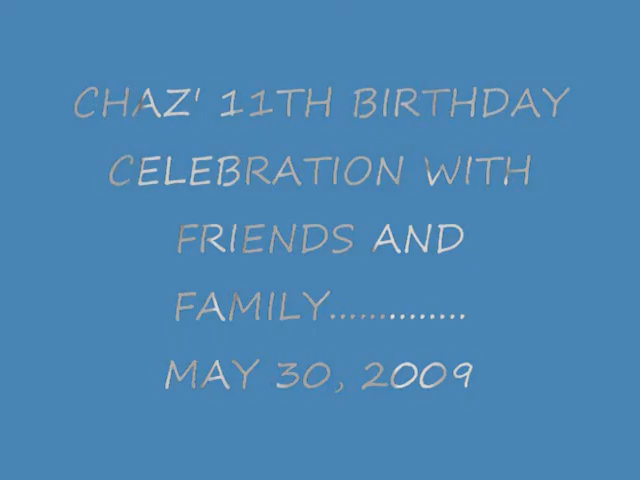 CHAZ' 11TH BIRTHDAY
CELEBRATION WITH
FRIENDS AND
FAMILY..............
MAY 30, 2009